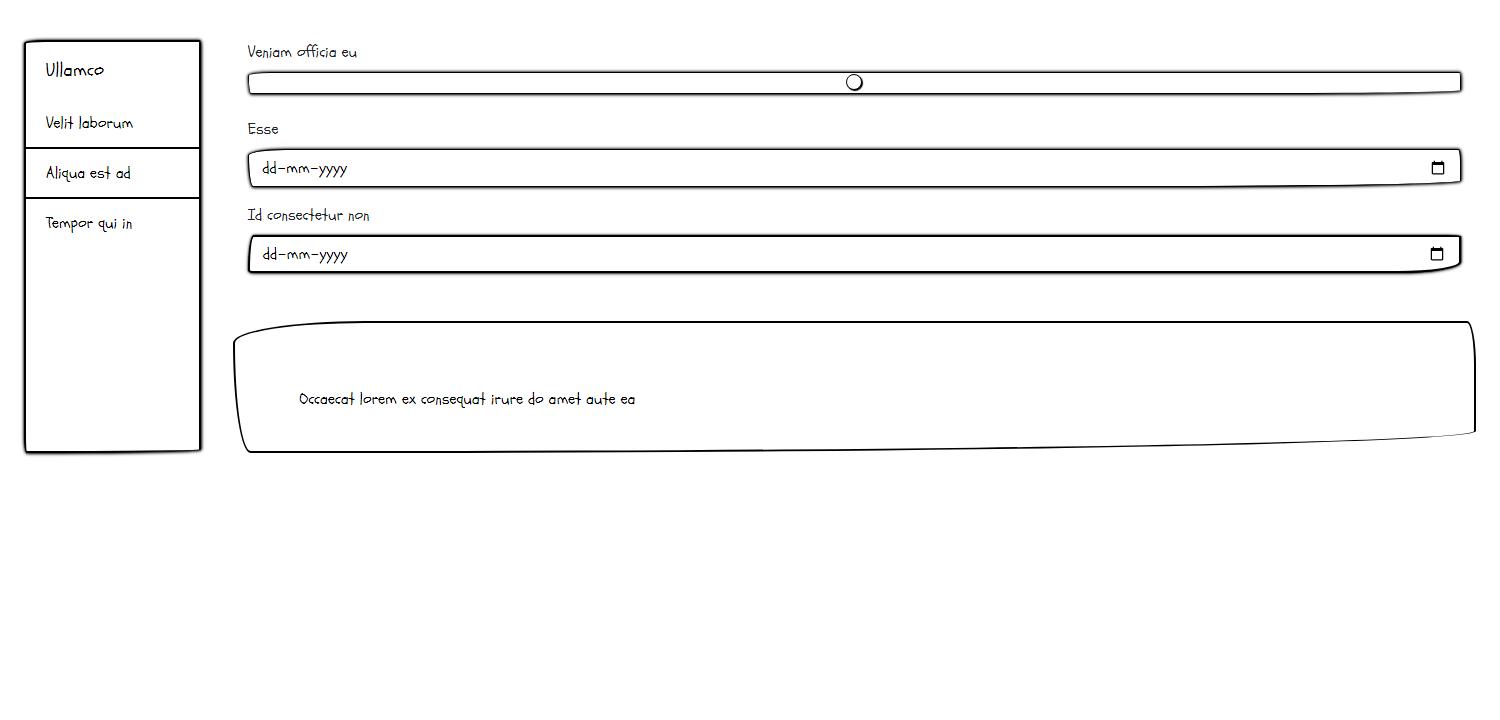 Ullamco
Velit laborum
Aliqua est ad
Tempor qui in
Veniam officia eu
Esse
dd-mm-yyyy
Id consectetur non
dd-mm-yyyy
Occaecat lorem ex consequat irure do amet aute ea